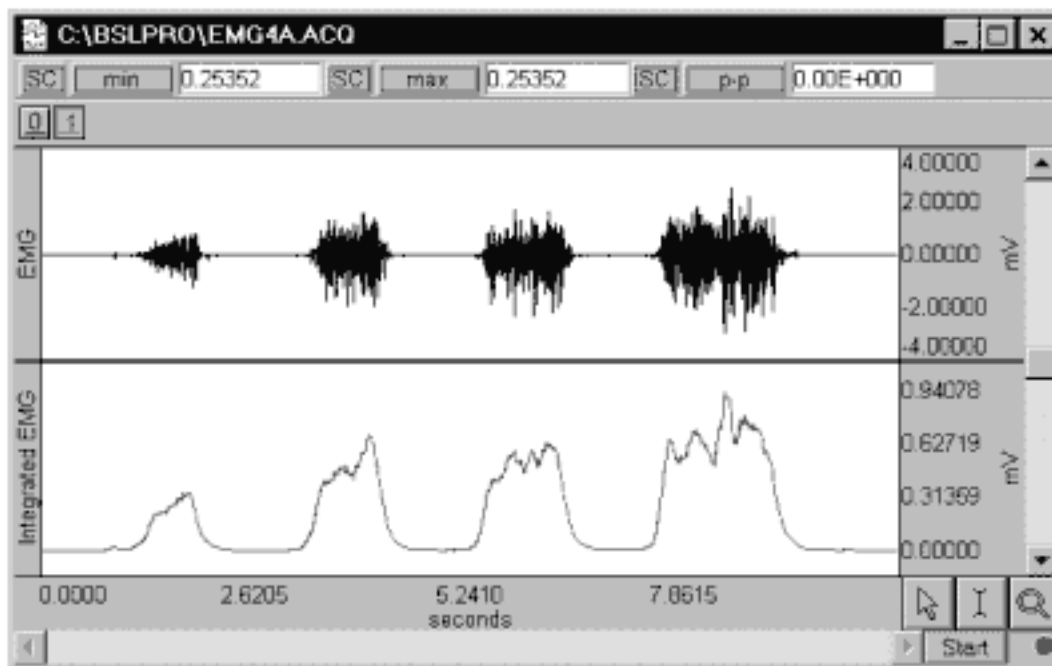 C:\BSLPRO\EMG4A.ACQ
SC min 0.25352 SC max 0.25352 SC p-p 0.00E+000
0 1
EMG
4.00000
2.00000
0.00000
-2.00000
-4.00000
mV
Integrated EMG
0.94078
0.62719
0.31359
0.00000
mV
0.0000 2.6205 5.2410 7.8615
seconds
Start